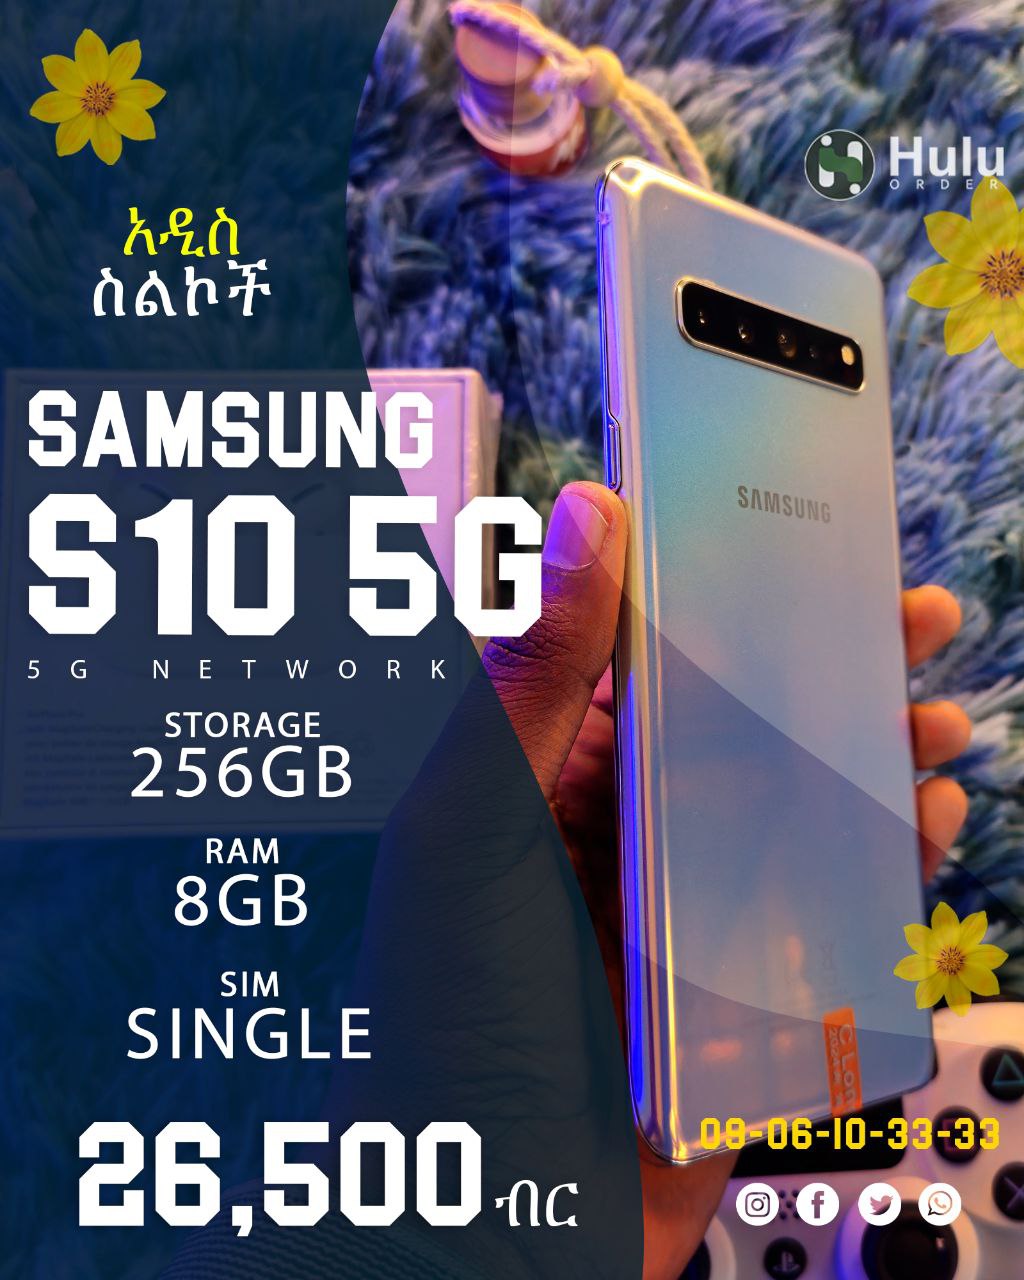 Hulu
ORDER
አዲስ
ስልኮች
SAMSUNG
S10 5G
5G NETWORK
STORAGE
256GB
RAM
8GB
SIM
SINGLE
26,500 ብር
SAMSUNG
09-06-10-33-33